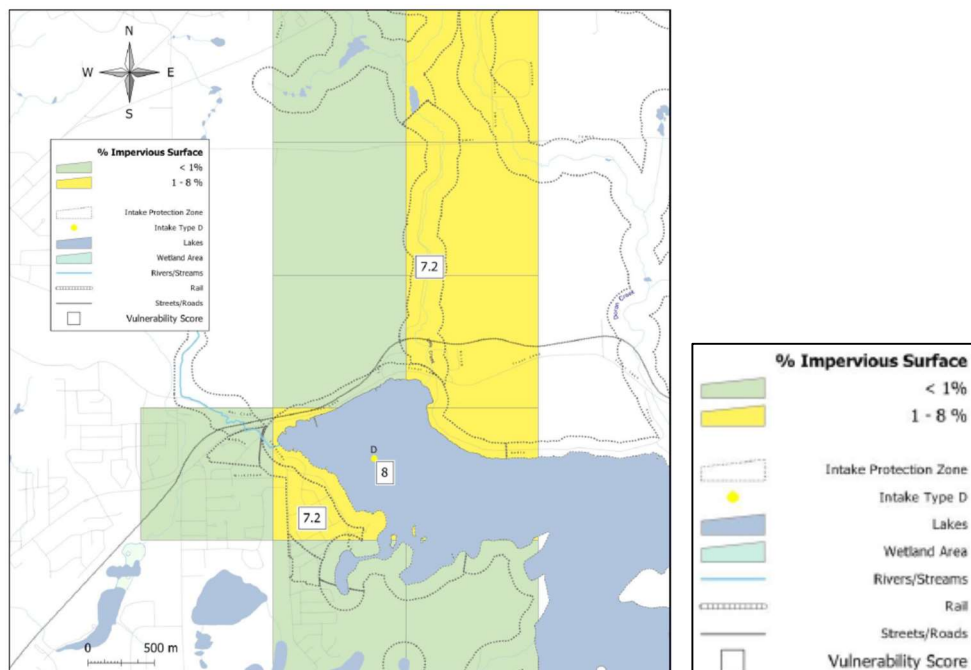 N
W E
S
% Impervious Surface
< 1%
1 - 8 %
Intake Protection Zone
Intake Type D
Lakes
Wetland Area
Rivers/Streams
Rail
Streets/Roads
Vulnerability Score
7.2
Doran Creek
D
8
7.2
0 500 m
% Impervious Surface
< 1%
1 - 8 %
Intake Protection Zone
Intake Type D
Lakes
Wetland Area
Rivers/Streams
Rail
Streets/Roads
Vulnerability Score